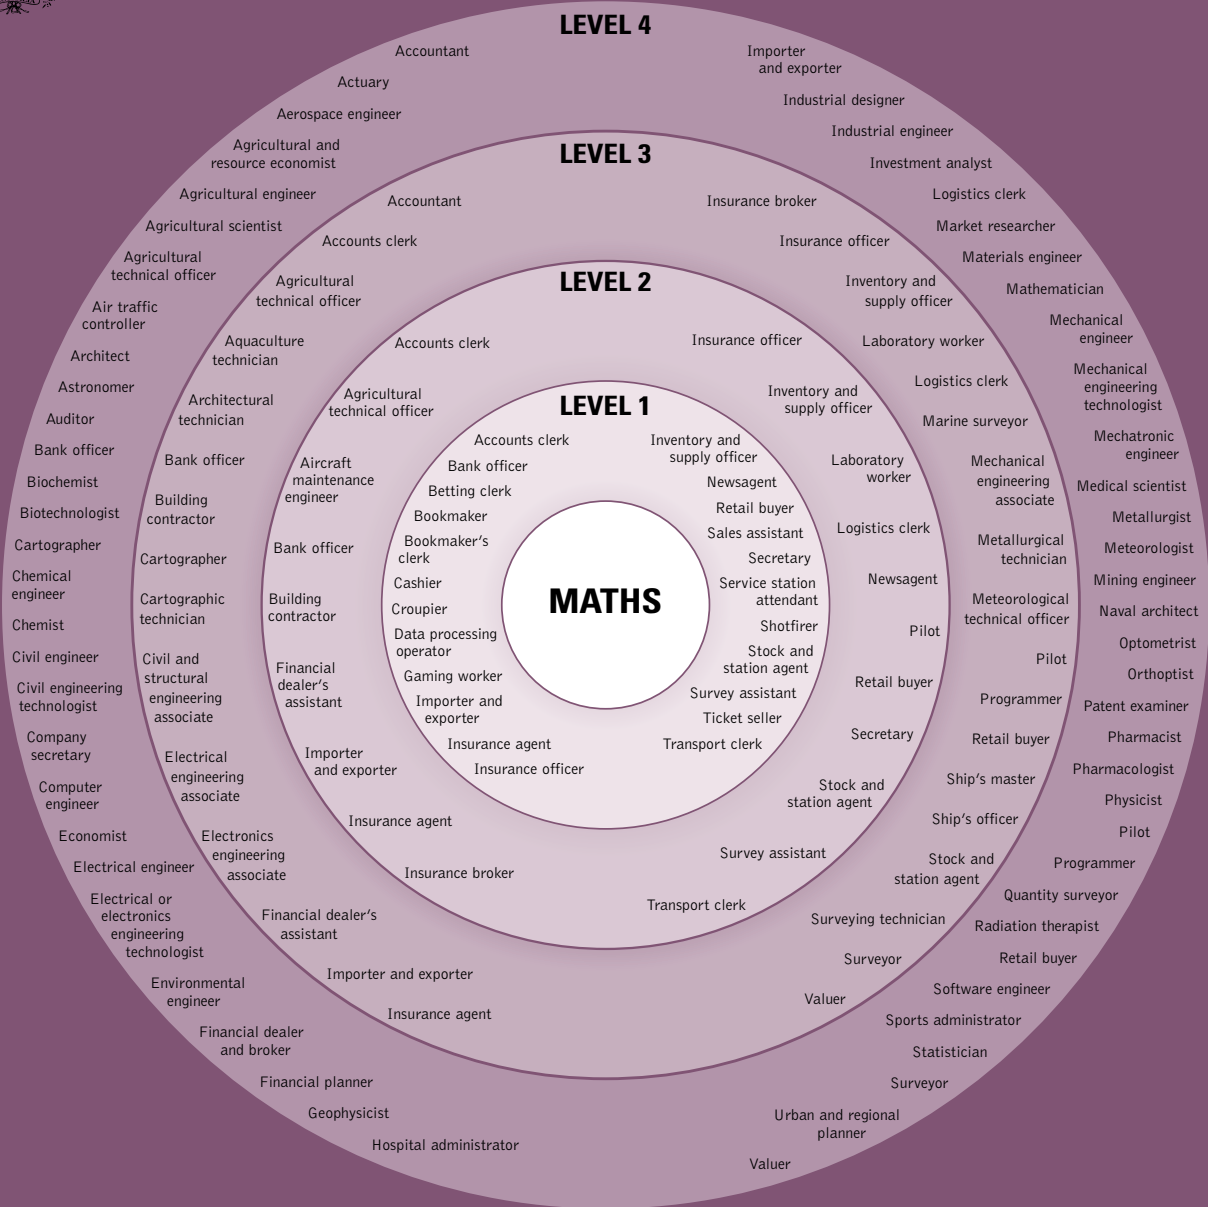 LEVEL 4
Accountant
Actuary
Aerospace engineer
Agricultural and
resource economist
Agricultural engineer
Agricultural scientist
Agricultural
technical officer
Air traffic
controller
Architect
Astronomer
Auditor
Bank officer
Biochemist
Biotechnologist
Cartographer
Chemical
engineer
Chemist
Civil engineer
Civil engineering
technologist
Company
secretary
Computer
engineer
Economist
Electrical engineer
Electrical or
electronics
engineering
technologist
Environmental
engineer
Financial dealer
and broker
Financial planner
Geophysicist
Hospital administrator
Importer
and exporter
Industrial designer
Industrial engineer
Investment analyst
Logistics clerk
Market researcher
Materials engineer
Mathematician
Mechanical
engineer
Mechanical
engineering
technologist
Mechatronic
engineer
Medical scientist
Metallurgist
Meteorologist
Mining engineer
Naval architect
Optometrist
Orthoptist
Patent examiner
Pharmacist
Pharmacologist
Physicist
Pilot
Programmer
Quantity surveyor
Radiation therapist
Retail buyer
Software engineer
Sports administrator
Statistician
Surveyor
Urban and regional
planner
Valuer
LEVEL 3
Accountant
Accounts clerk
Agricultural
technical officer
Aquaculture
technician
Architectural
technician
Bank officer
Building
contractor
Cartographer
Cartographic
technician
Civil and
structural
engineering
associate
Electrical
engineering
associate
Electronics
engineering
associate
Financial dealer's
assistant
Importer and exporter
Insurance agent
Insurance broker
Insurance officer
Inventory and
supply officer
Laboratory worker
Logistics clerk
Marine surveyor
Mechanical
engineering
associate
Metallurgical
technician
Meteorological
technical officer
Pilot
Programmer
Retail buyer
Ship's master
Ship's officer
Stock and
station agent
Surveying technician
Surveyor
Valuer
LEVEL 2
Accounts clerk
Agricultural
technical officer
Aircraft
maintenance
engineer
Bank officer
Building
contractor
Financial
dealer's
assistant
Importer
and exporter
Insurance agent
Insurance broker
Insurance officer
Inventory and
supply officer
Laboratory
worker
Logistics clerk
Newsagent
Pilot
Retail buyer
Secretary
Stock and
station agent
Survey assistant
Transport clerk
LEVEL 1
Accounts clerk
Bank officer
Betting clerk
Bookmaker
Bookmaker's
clerk
Cashier
Croupier
Data processing
operator
Gaming worker
Importer and
exporter
Insurance agent
Insurance officer
Inventory and
supply officer
Newsagent
Retail buyer
Sales assistant
Secretary
Service station
attendant
Shotfirer
Stock and
station agent
Survey assistant
Ticket seller
Transport clerk
MATHS